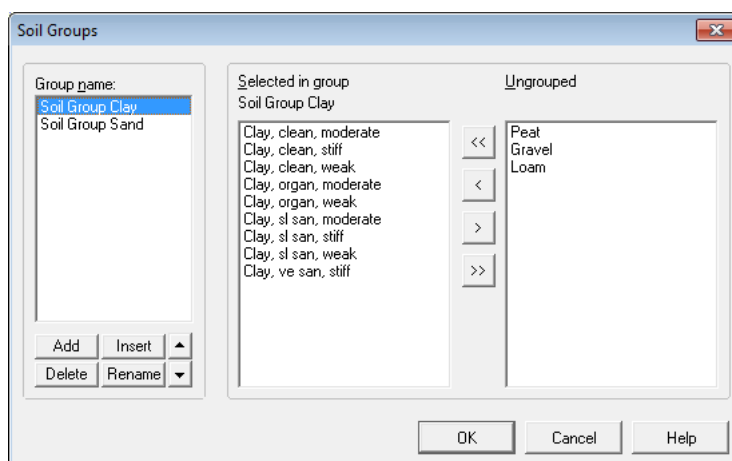 Soil Groups
Group name:
Soil Group Clay
Soil Group Sand
Add
Insert
Delete
Rename
Selected in group
Soil Group Clay
Clay, clean, moderate
Clay, clean, stiff
Clay, clean, weak
Clay, organ, moderate
Clay, organ, weak
Clay, sl san, moderate
Clay, sl san, stiff
Clay, sl san, weak
Clay, ve san, stiff
<<
<
>
>>
Ungrouped
Peat
Gravel
Loam
OK
Cancel
Help